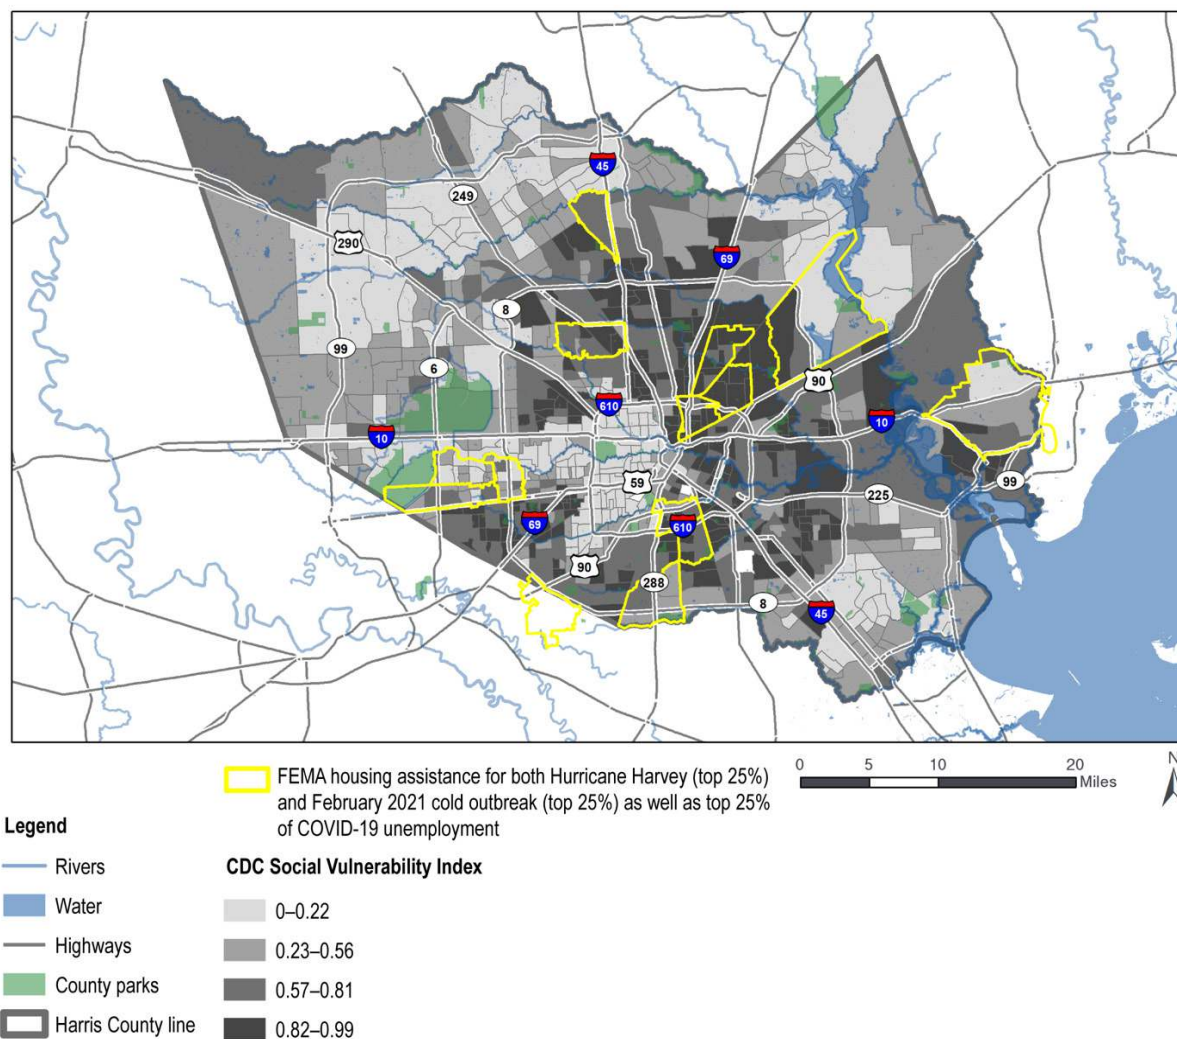 45
249
290
69
8
99
6
90
610
10
10
59
225
99
69
610
90
288
8
45
FEMA housing assistance for both Hurricane Harvey (top 25%)
and February 2021 cold outbreak (top 25%) as well as top 25%
of COVID-19 unemployment
0 5 10 20
Miles
N
Legend
Rivers
Water
Highways
County parks
Harris County line
CDC Social Vulnerability Index
0–0.22
0.23–0.56
0.57–0.81
0.82–0.99